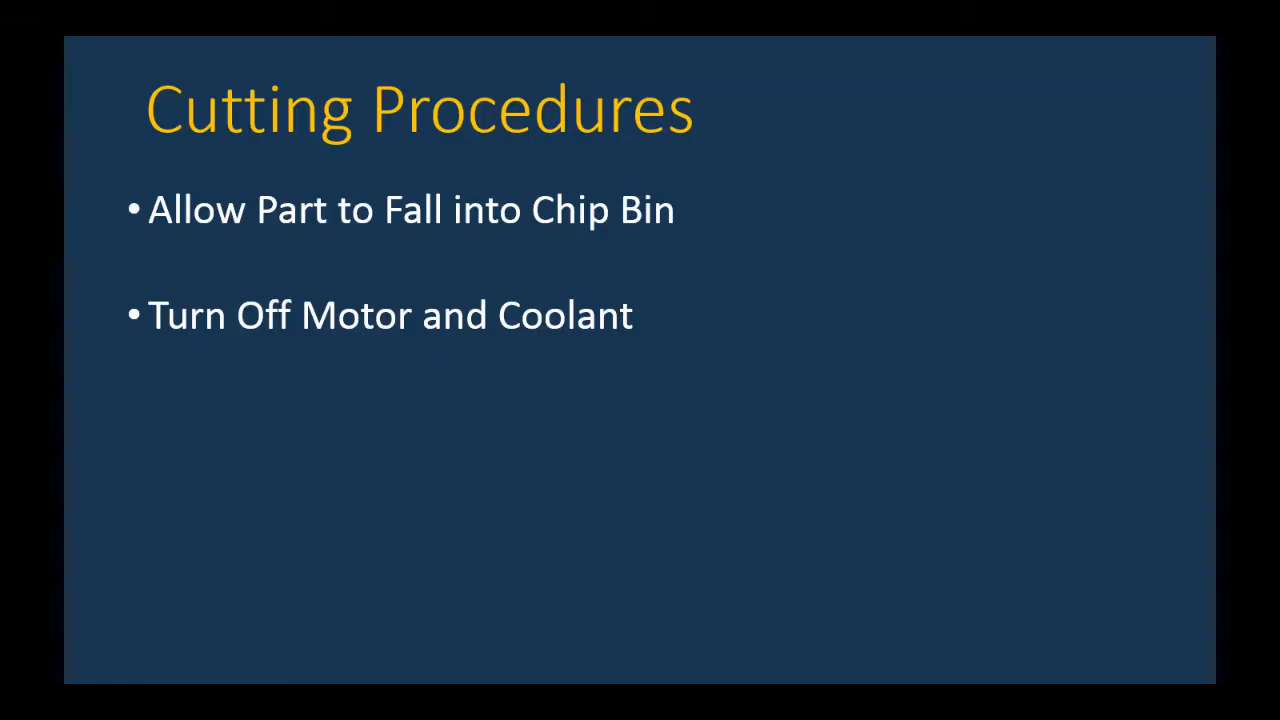 Cutting Procedures
• Allow Part to Fall into Chip Bin
• Turn Off Motor and Coolant